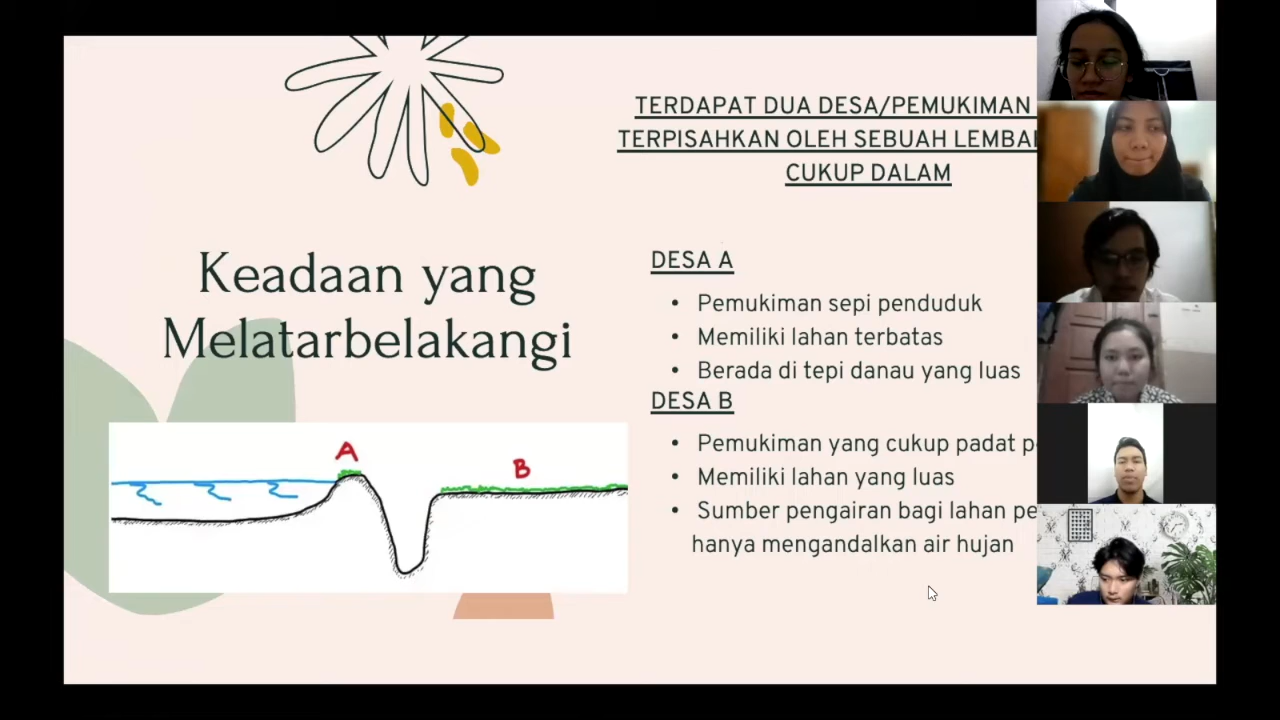 TERDAPAT DUA DESA/PEMUKIMAN
TERPISAHKAN OLEH SEBUAH
CUKUP DALAM
Keadaan yang
Melatarbelakangi
DESA A
• Pemukiman sepi penduduk
• Memiliki lahan terbatas
• Berada di tepi danau yang luas
DESA B
• Pemukiman yang cukup padat
• Memiliki lahan yang luas
• Sumber pengairan bagi lahan
hanya mengandalkan air hujan
A
B